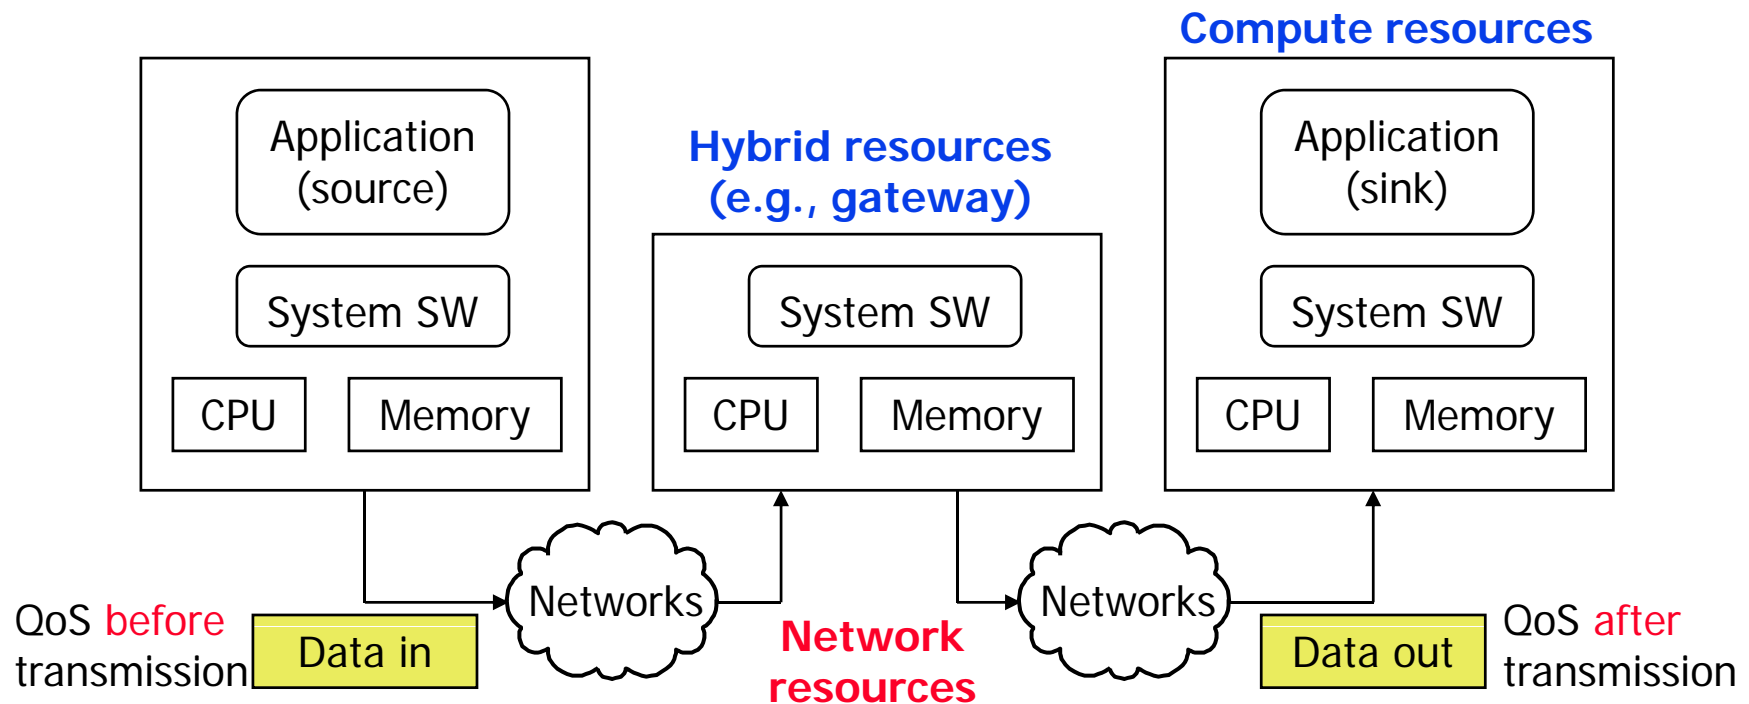 Compute resources
Application
(source)
System SW
CPU
Memory
Hybrid resources
(e.g., gateway)
System SW
CPU
Memory
Application
(sink)
System SW
CPU
Memory
Networks
Networks
QoS before
transmission
Data in
Network
resources
Data out
QoS after
transmission